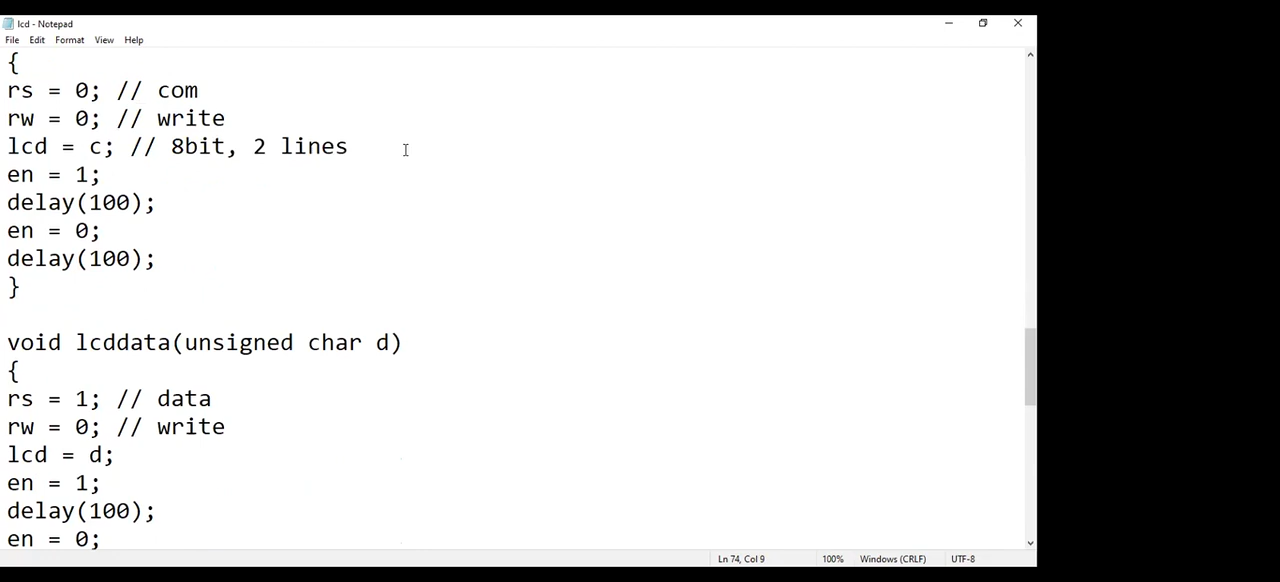 lcd - Notepad
File Edit Format View Help
{
rs = 0; // com
rw = 0; // write
lcd = c; // 8bit, 2 lines
en = 1;
delay(100);
en = 0;
delay(100);
}
void lcddata(unsigned char d)
{
rs = 1; // data
rw = 0; // write
lcd = d;
en = 1;
delay(100);
en = 0;
Ln 74, Col 9 100% Windows (CRLF) UTF-8